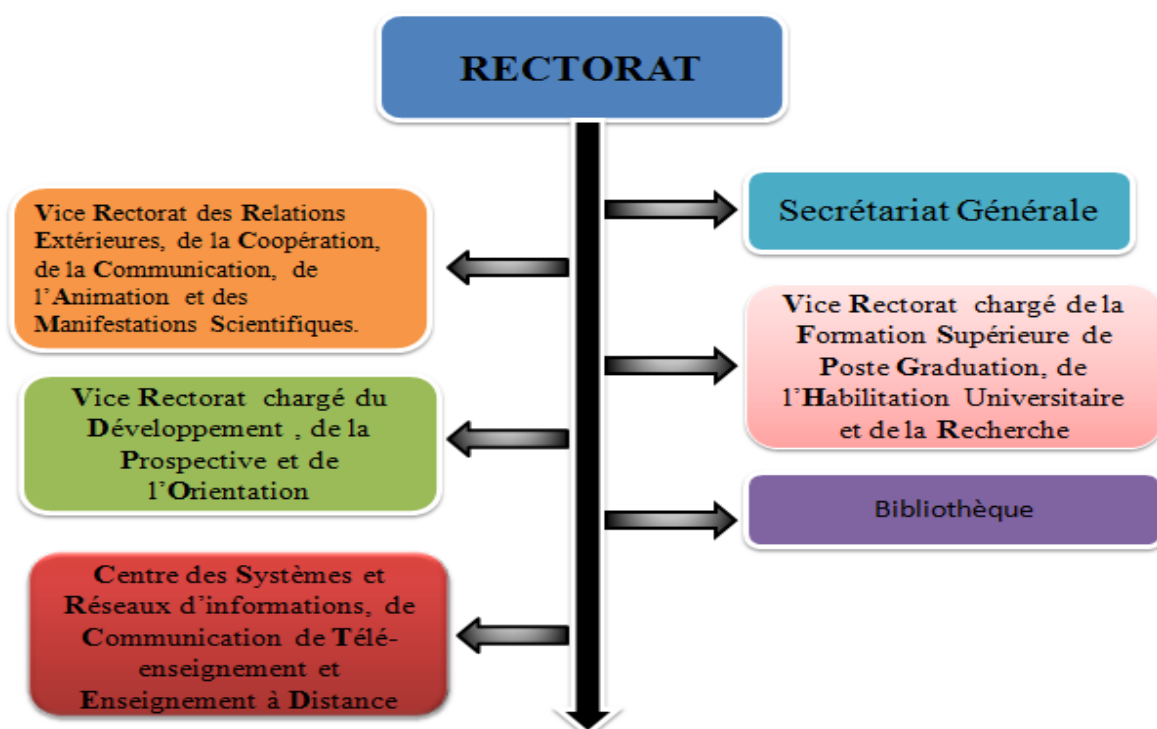 RECTORAT
Vice Rectorat des Relations
Extérieures, de la Coopération,
de la Communication, de
l'Animation et des
Manifestations Scientifiques.
Secrétariat Générale
Vice Rectorat chargé de la
Formation Supérieure de
Poste Graduation, de
l'Habilitation Universitaire
et de la Recherche
Vice Rectorat chargé du
Développement , de la
Prospective et de
l'Orientation
Bibliothèque
Centre des Systèmes et
Réseaux d'informations, de
Communication de Télé-
enseignement et
Enseignement à Distance